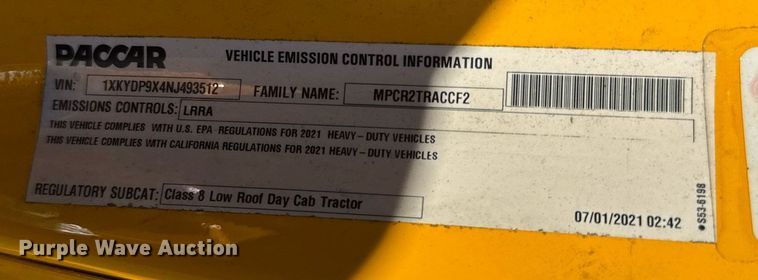 PACCAR VEHICLE EMISSION CONTROL INFORMATION
VIN: 1XKYDP9X4NJ493512 FAMILY NAME: MPCR2TRACCF2
EMISSIONS CONTROLS: LRRA
THIS VEHICLE COMPLIES WITH U.S. EPA REGULATIONS FOR 2021 HEAVY-DUTY VEHICLES
THIS VEHICLE COMPLIES WITH CALIFORNIA REGULATIONS FOR 2021 HEAVY-DUTY VEHICLES
REGULATORY SUBCAT: Class 8 Low Roof Day Cab Tractor
07/01/2021 02:42
S53-6198
Purple Wave Auction